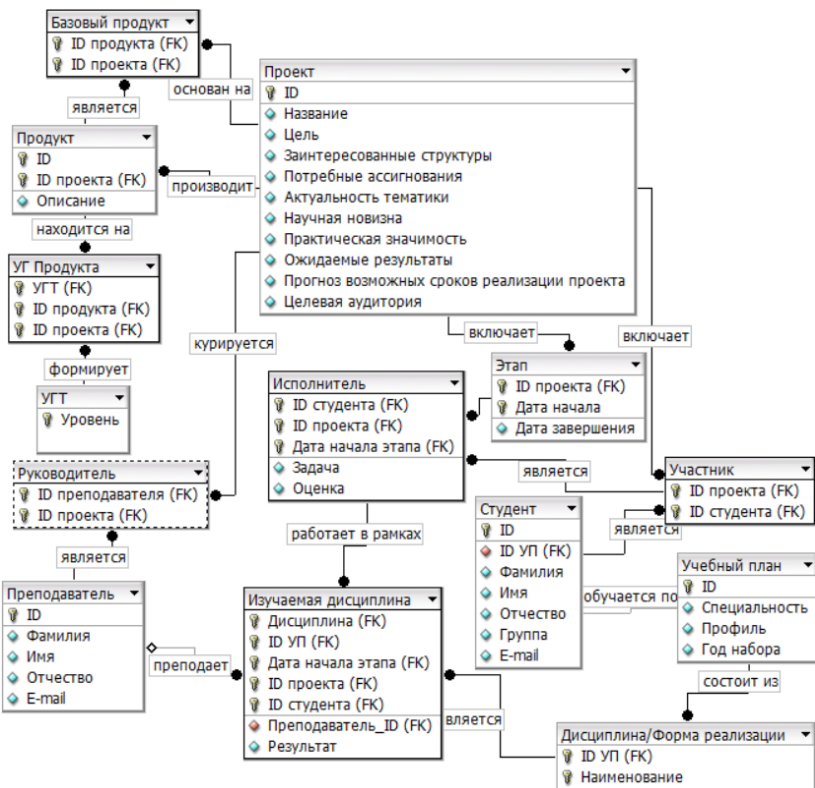 Базовый продукт
ID продукта (FK)
ID проекта (FK)
основан на
является
Проект
ID
Название
Цель
Заинтересованные структуры
Потребные ассигнования
Актуальность тематики
Научная новизна
Практическая значимость
Ожидаемые результаты
Прогноз возможных сроков реализации проекта
Целевая аудитория
Продукт
ID
ID проекта (FK)
Описание
производит
находится на
УГ Продукта
УГТ (FK)
ID продукта (FK)
ID проекта (FK)
курируется
включает
включает
формирует
УГТ
Уровень
Этап
ID проекта (FK)
Дата начала
Дата завершения
Исполнитель
ID студента (FK)
ID проекта (FK)
Дата начала этапа (FK)
Задача
Оценка
является
Участник
ID проекта (FK)
ID студента (FK)
Руководитель
ID преподавателя (FK)
ID проекта (FK)
работает в рамках
Студент
ID
ID УП (FK)
Фамилия
Имя
Отчество
Группа
E-mail
является
обучается по
Учебный план
ID
Специальность
Профиль
Год набора
является
Преподаватель
ID
Фамилия
Имя
Отчество
E-mail
преподает
Изучаемая дисциплина
Дисциплина (FK)
ID УП (FK)
Дата начала этапа (FK)
ID проекта (FK)
ID студента (FK)
Преподаватель_ID (FK)
Результат
вляется
состоит из
Дисциплина/Форма реализации
ID УП (FK)
Наименование